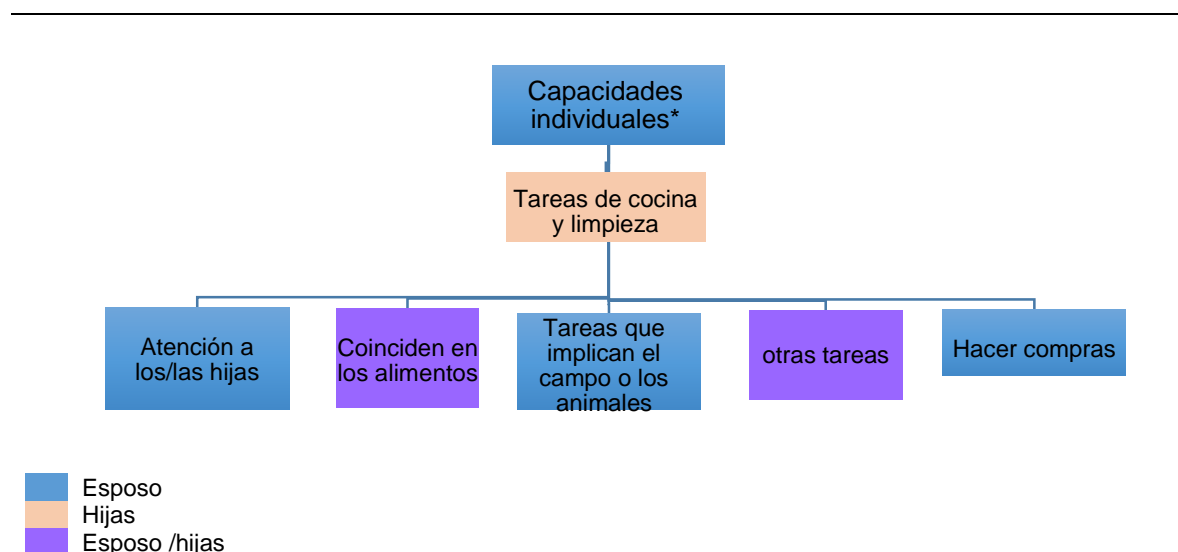 Capacidades
individuales*
Tareas de cocina
y limpieza
Atención a
los/las hijas
Coinciden en
los alimentos
Tareas que
implican el
campo o los
animales
otras tareas
Hacer compras
Esposo
Hijas
Esposo /hijas